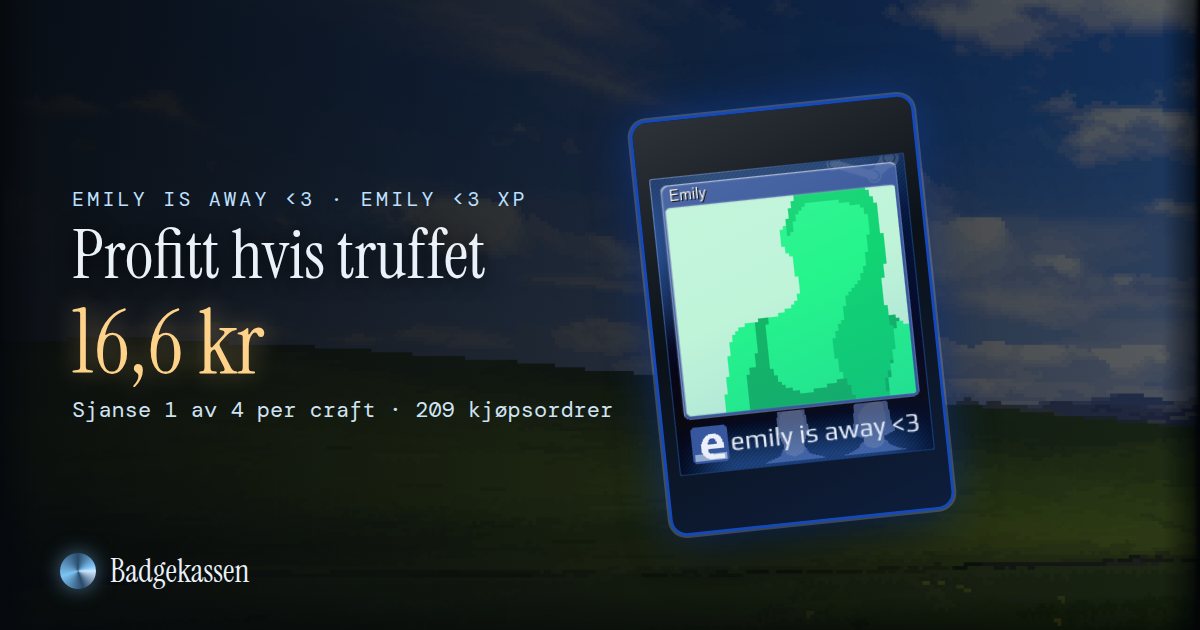 EMILY IS AWAY <3 · EMILY <3 XP
Profitt hvis truffet
16,6 kr
Sjanse 1 av 4 per craft · 209 kjøpsordrer
Emily
e emily is away <3
Badgekassen